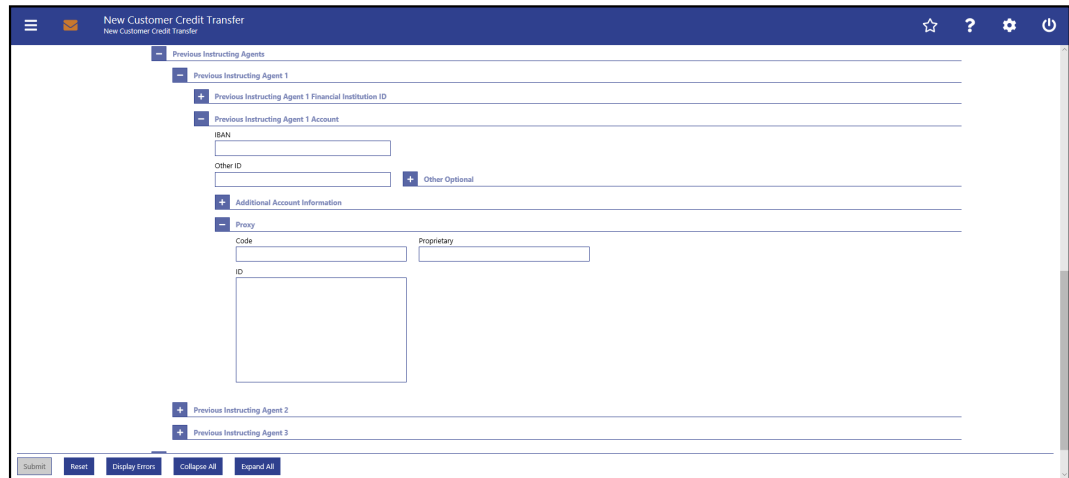 New Customer Credit Transfer
New Customer Credit Transfer
Previous Instructing Agents
Previous Instructing Agent 1
Previous Instructing Agent 1 Financial Institution ID
Previous Instructing Agent 1 Account
IBAN
Other ID
Other Optional
Additional Account Information
Proxy
Code Proprietary
ID
Previous Instructing Agent 2
Previous Instructing Agent 3
Submit Reset Display Errors Collapse All Expand All